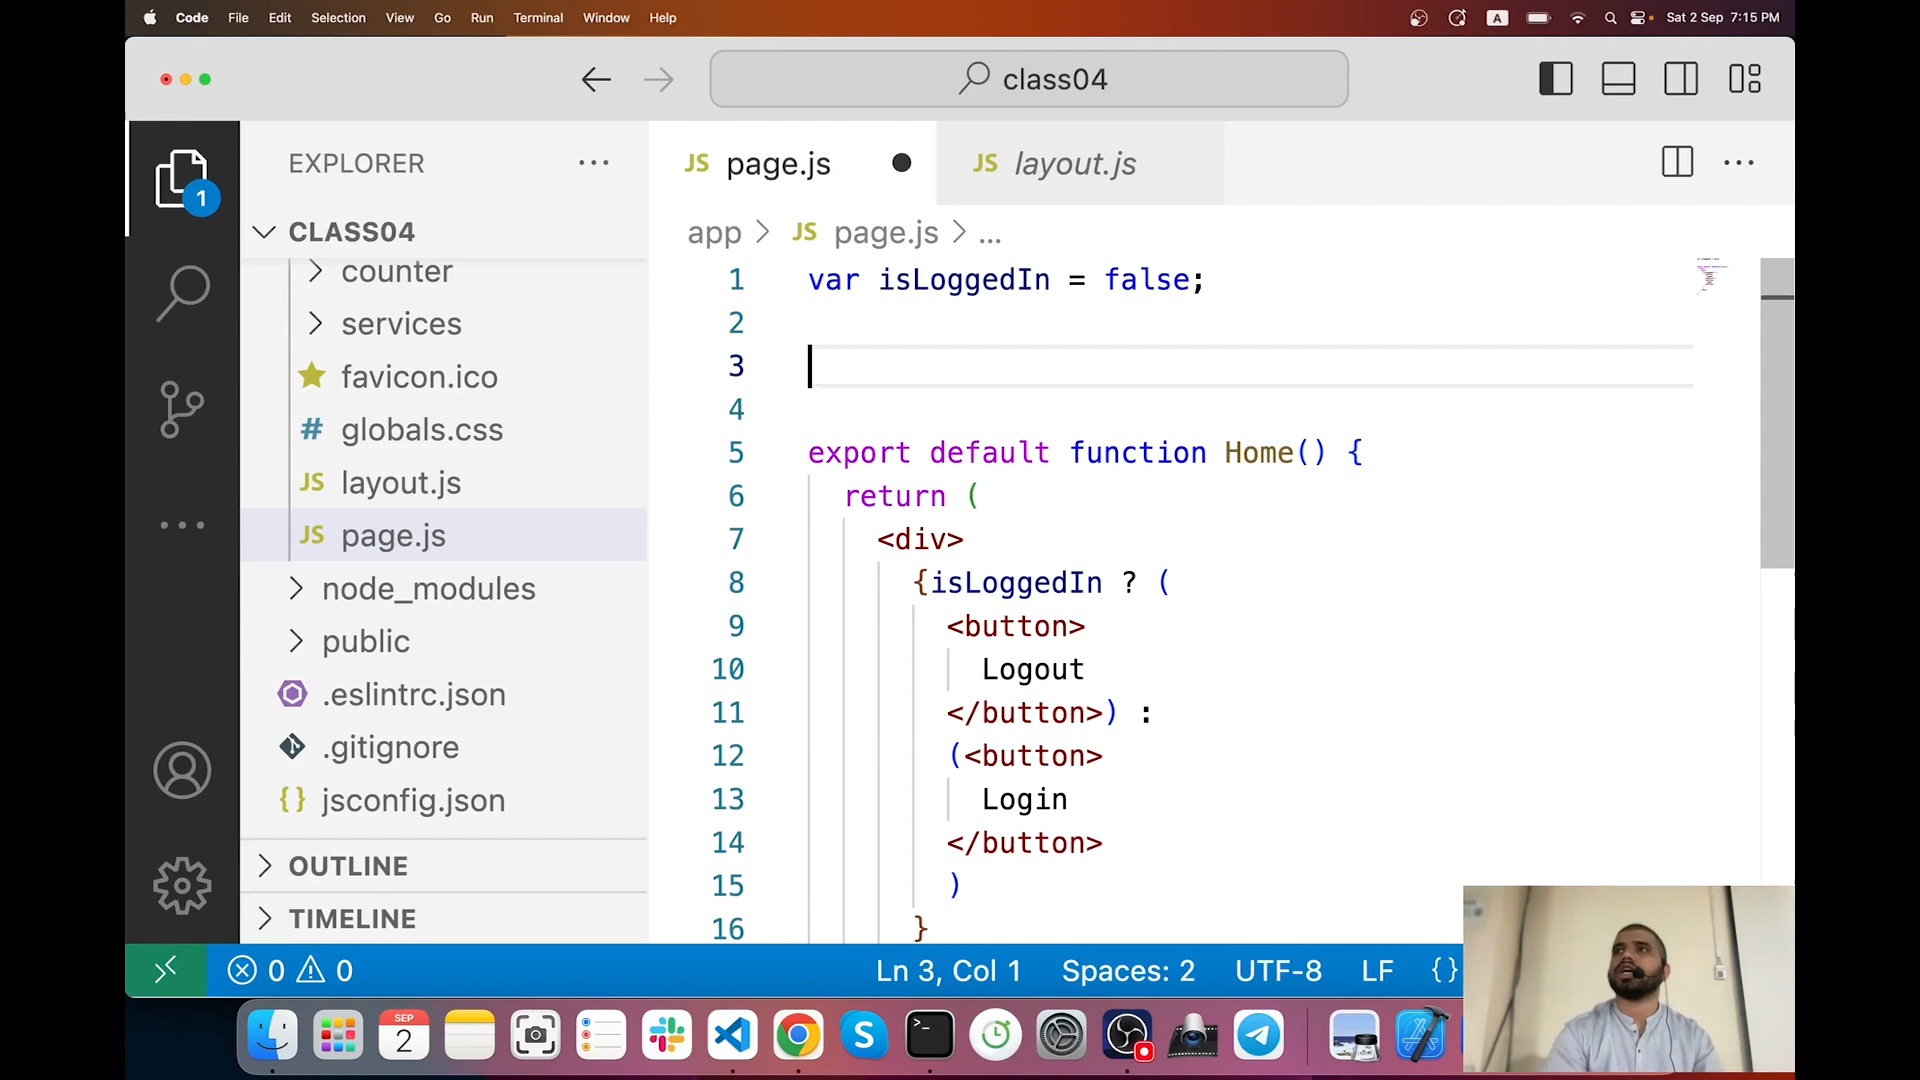 Code File Edit Selection View Go Run Terminal Window Help A Sat 2 Sep 7:15 PM
class04
EXPLORER
JS page.js
JS layout.js
1
CLASS04
app > JS page.js > ...
counter
services
favicon.ico
# globals.css
JS layout.js
JS page.js
node_modules
public
.eslintrc.json
.gitignore
{} jsconfig.json
OUTLINE
TIMELINE
1 var isLoggedIn = false;
2
3
4
5 export default function Home() {
6 return (
7 <div>
8 {isLoggedIn ? (
9 <button>
10 Logout
11 </button>) :
12 (<button>
13 Login
14 </button>
15 )
16 }
0 0 Ln 3, Col 1 Spaces: 2 UTF-8 LF {}
SEP
2